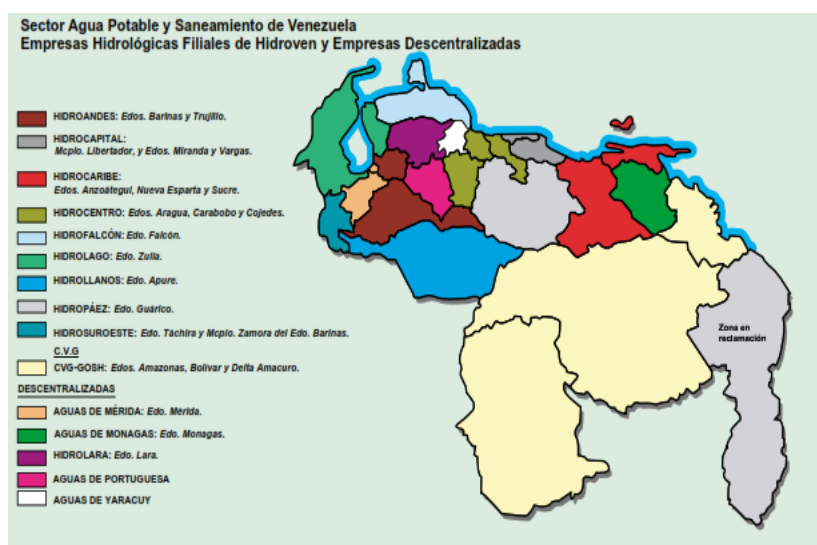 Sector Agua Potable y Saneamiento de Venezuela
Empresas Hidrológicas Filiales de Hidroven y Empresas Descentralizadas
HIDROANDES: Edos. Barinas y Trujillo.
HIDROCAPITAL:
Mcpio. Libertador, y Edos. Miranda y Vargas.
HIDROCARIBE:
Edos. Anzoátegui, Nueva Esparta y Sucre.
HIDROCENTRO: Edos. Aragua, Carabobo y Cojedes.
HIDROFALCÓN: Edo. Falcón.
HIDROLAGO: Edo. Zulia.
HIDROLLANOS: Edo. Apure.
HIDROPÁEZ: Edo. Guárico.
HIDROSUROESTE: Edo. Táchira y Mcpio. Zamora del Edo. Barinas.
C.V.G
CVG-GOSH: Edos. Amazonas, Bolívar y Delta Amacuro.
DESCENTRALIZADAS
AGUAS DE MÉRIDA: Edo. Mérida.
AGUAS DE MONAGAS: Edo. Monagas.
HIDROLARA: Edo. Lara.
AGUAS DE PORTUGUESA
AGUAS DE YARACUY
Zona en
reclamación